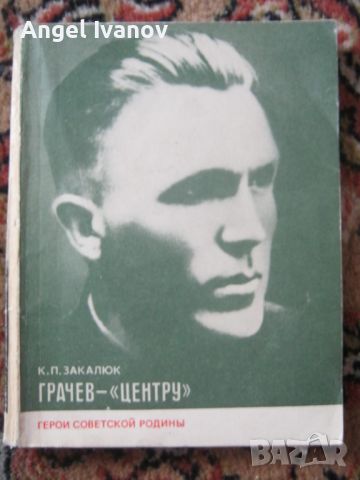 Angel Ivanov
К.П.ЗАКАЛЮК
ГРАЧЕВ–«ЦЕНТРУ»
ГЕРОИ СОВЕТСКОЙ РОДИНЫ
BAZAR